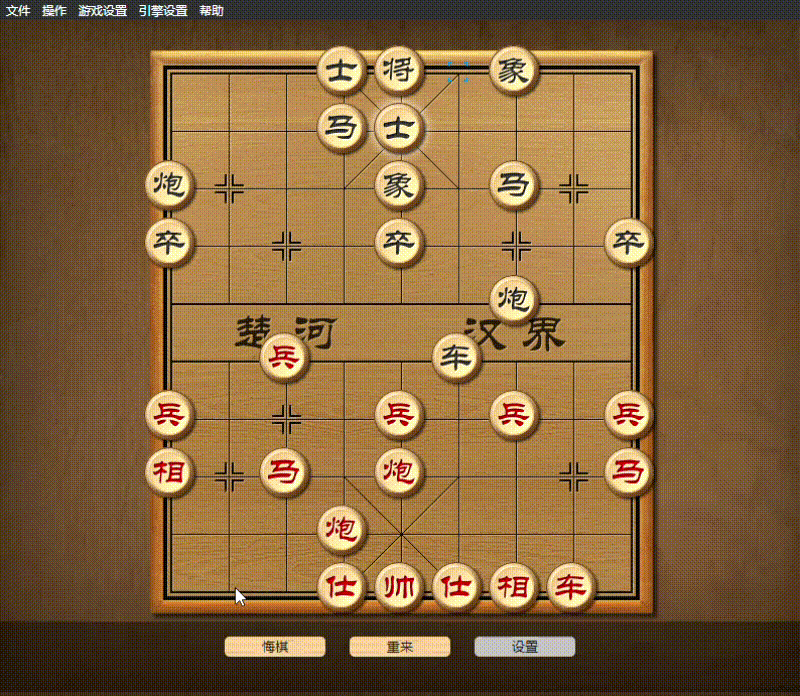 文件 操作 游戏设置 引擎设置 帮助
士 将 象
马 士
炮 象 马
卒 卒 卒
炮
楚河 汉界
兵 车
兵 兵 兵 兵
相 马 炮 马
炮
仕 帅 仕 相 车
悔棋 重来 设置